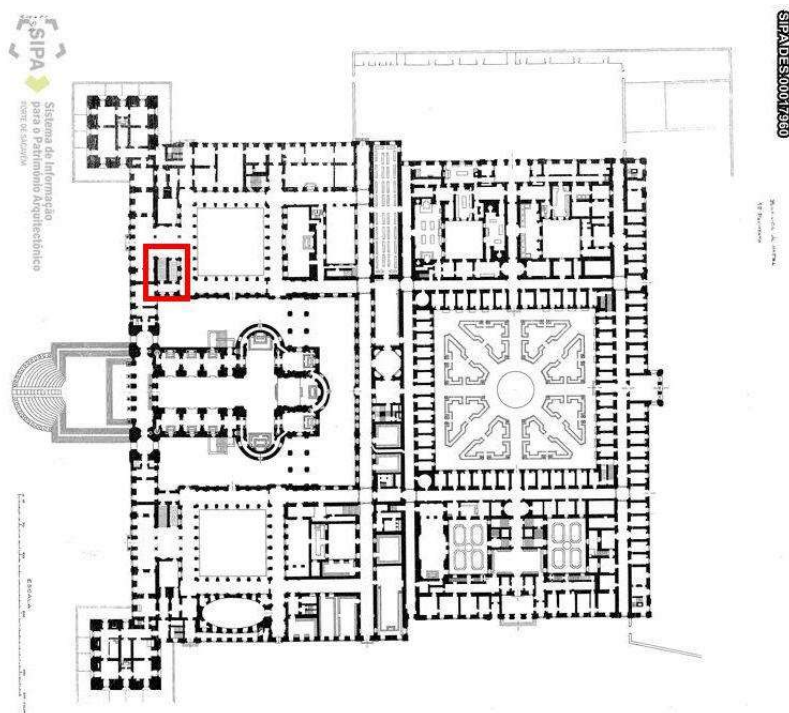 SIPA
Sistema de Informação
para o Património Arquitectónico
FORTE DE SACAVÉM
SIPA DES.00017960
ESCALA